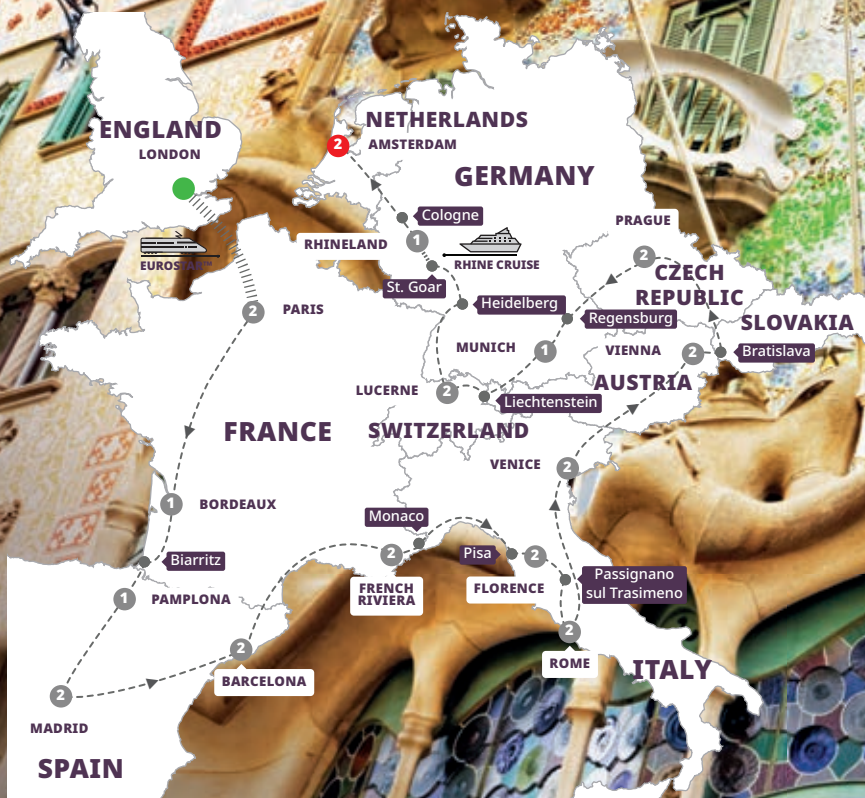 ENGLAND
LONDON
EUROSTAR™
NETHERLANDS
2
AMSTERDAM
GERMANY
Cologne
1
RHINELAND
RHINE CRUISE
St. Goar
Heidelberg
PRAGUE
2
CZECH
REPUBLIC
Regensburg
SLOVAKIA
2
PARIS
MUNICH
1
VIENNA
2
Bratislava
AUSTRIA
LUCERNE
2
Liechtenstein
FRANCE
SWITZERLAND
VENICE
2
1
BORDEAUX
Monaco
Biarritz
2
FRENCH
RIVIERA
Pisa
2
FLORENCE
Passignano
sul Trasimeno
1
PAMPLONA
2
BARCELONA
2
ROME
ITALY
2
MADRID
SPAIN